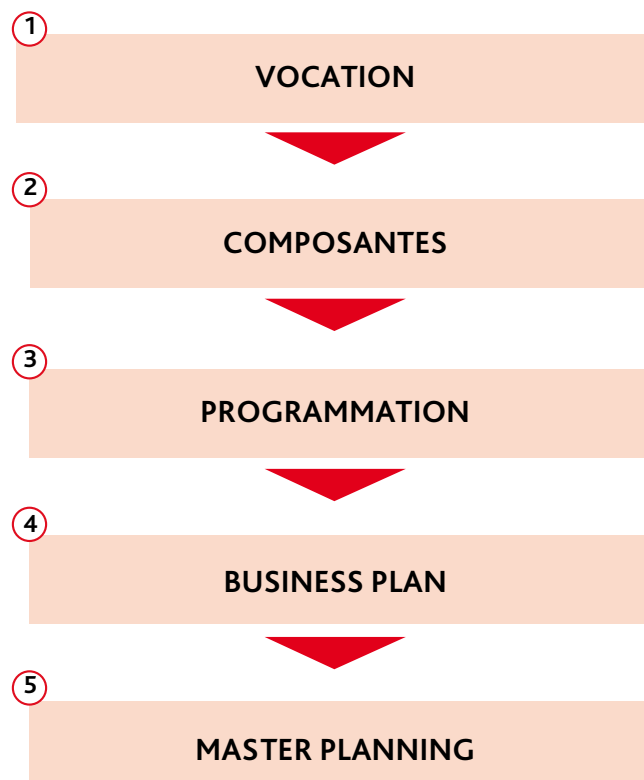 1
VOCATION
2
COMPOSANTES
3
PROGRAMMATION
4
BUSINESS PLAN
5
MASTER PLANNING